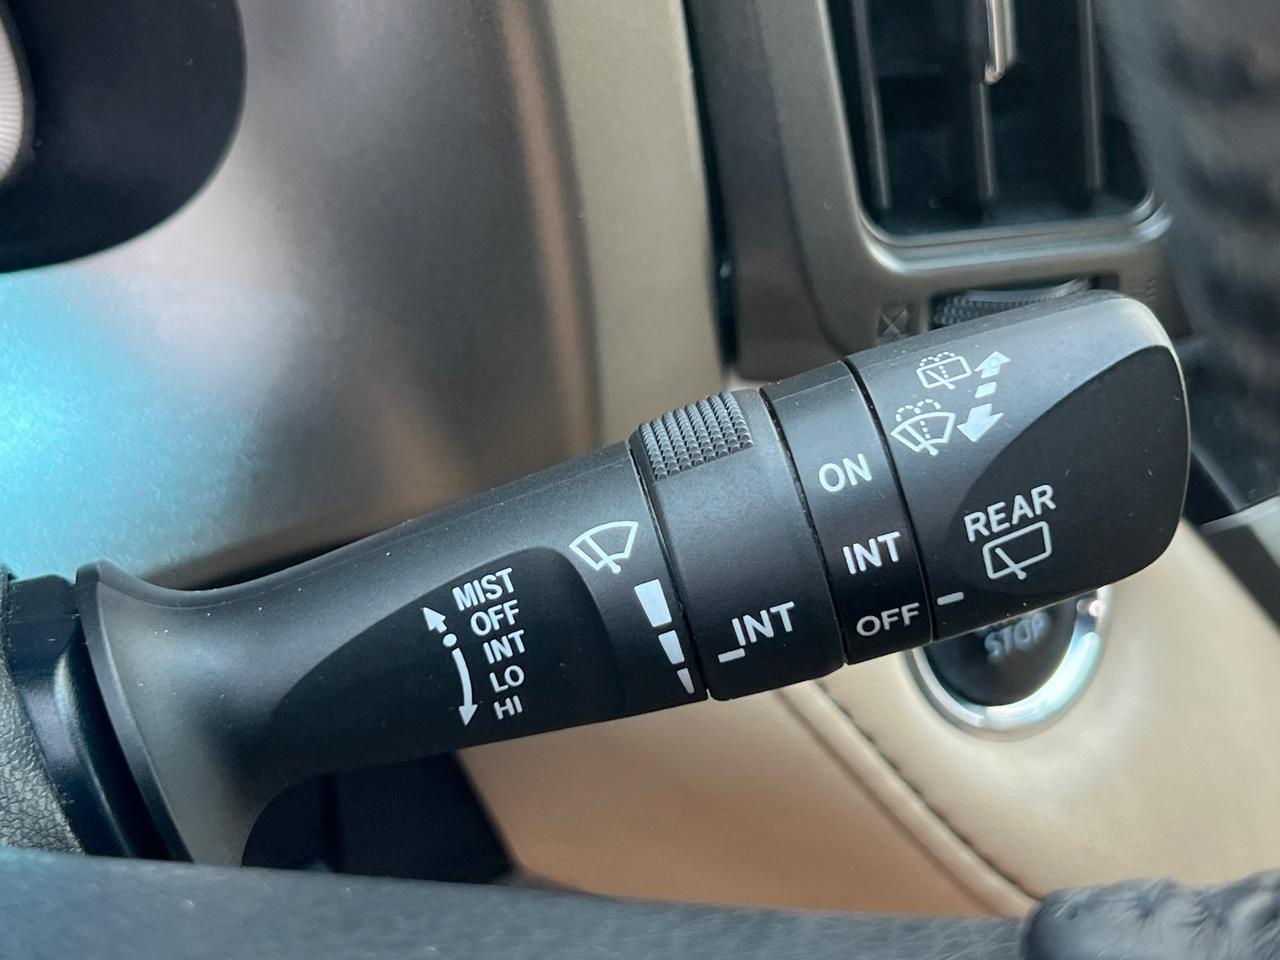 MIST
OFF
INT
LO
HI
INT
ON
INT
OFF
REAR
STOP